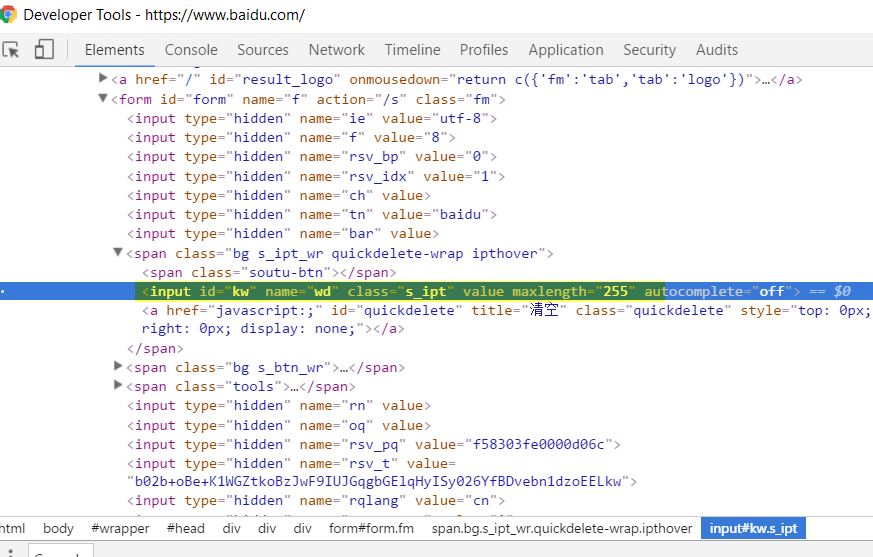 Developer Tools - https://www.baidu.com/
Elements Console Sources Network Timeline Profiles Application Security Audits
<a href="/" id="result_logo" onmousedown="return c({'fm':'tab','tab':'logo'})">…</a>
<form id="form" name="f" action="/s" class="fm">
<input type="hidden" name="ie" value="utf-8">
<input type="hidden" name="f" value="8">
<input type="hidden" name="rsv_bp" value="0">
<input type="hidden" name="rsv_idx" value="1">
<input type="hidden" name="ch" value>
<input type="hidden" name="tn" value="baidu">
<input type="hidden" name="bar" value>
<span class="bg s_ipt_wr quickdelete-wrap ipthover">
<span class="soutu-btn"></span>
<input id="kw" name="wd" class="s_ipt" value maxlength="255" autocomplete="off"> == $0
<a href="javascript:;" id="quickdelete" title="清空" class="quickdelete" style="top: 0px;
right: 0px; display: none;"></a>
</span>
<span class="bg s_btn_wr">…</span>
<span class="tools">…</span>
<input type="hidden" name="rn" value>
<input type="hidden" name="oq" value>
<input type="hidden" name="rsv_pq" value="f58303fe0000d06c">
<input type="hidden" name="rsv_t" value=
"b02b+oBe+K1WGZtkoBzJwF9IUJGqgbGElqHyISy026YfBDvebn1dzoEELkw">
<input type="hidden" name="rqlang" value="cn">
html body #wrapper #head div div form#form.fm span.bg.s_ipt_wr.quickdelete-wrap.ipthover input#kw.s_ipt